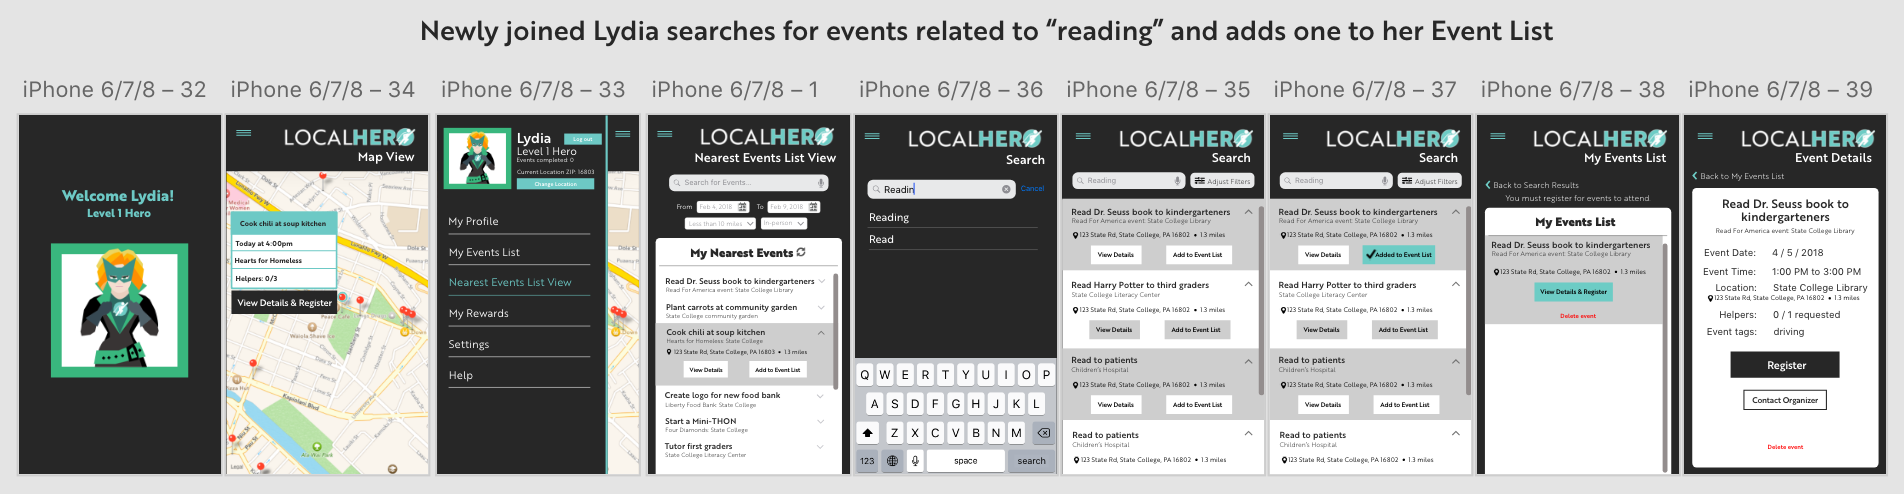 Newly joined Lydia searches for events related to “reading” and adds one to her Event List
iPhone 6/7/8 – 32
Welcome Lydia!
Level 1 Hero
iPhone 6/7/8 – 34
LOCALHERO
Map View
Cook chili at soup kitchen
Today at 4:00pm
Hearts for Homeless
Helpers: 0/3
View Details & Register
iPhone 6/7/8 – 33
Lydia
Log out
Level 1 Hero
Events completed: 0
Current Location ZIP: 16803
Change Location
My Profile
My Events List
Nearest Events List View
My Rewards
Settings
Help
iPhone 6/7/8 – 1
LOCALHERO
Nearest Events List View
Search for Events...
From Feb 4, 2018 To Feb 9, 2018
Less than 10 miles In-person
My Nearest Events
Read Dr. Seuss book to kindergarteners
Read For America event: State College Library
Plant carrots at community garden
State College community garden
Cook chili at soup kitchen
Hearts for Homeless: State College
123 State Rd, State College, PA 16803 • 1.3 miles
View Details Add to Event List
Create logo for new food bank
Liberty Food Bank: State College
Start a Mini-THON
Four Diamonds: State College
Tutor first graders
State College Literacy Center
iPhone 6/7/8 – 36
LOCALHERO
Search
Readin Cancel
Reading
Read
Q W E R T Y U I O P
A S D F G H J K L
Z X C V B N M
123 space search
iPhone 6/7/8 – 35
LOCALHERO
Search
Reading Adjust Filters
Read Dr. Seuss book to kindergarteners
Read For America event: State College Library
123 State Rd, State College, PA 16802 • 1.3 miles
View Details Add to Event List
Read Harry Potter to third graders
State College Literacy Center
123 State Rd, State College, PA 16802 • 1.3 miles
View Details Add to Event List
Read to patients
Children's Hospital
123 State Rd, State College, PA 16802 • 1.3 miles
View Details Add to Event List
Read to patients
Children's Hospital
123 State Rd, State College, PA 16802 • 1.3 miles
iPhone 6/7/8 – 37
LOCALHERO
Search
Reading Adjust Filters
Read Dr. Seuss book to kindergarteners
Read For America event: State College Library
123 State Rd, State College, PA 16802 • 1.3 miles
View Details Added to Event List
Read Harry Potter to third graders
State College Literacy Center
123 State Rd, State College, PA 16802 • 1.3 miles
View Details Add to Event List
Read to patients
Children's Hospital
123 State Rd, State College, PA 16802 • 1.3 miles
View Details Add to Event List
Read to patients
Children's Hospital
123 State Rd, State College, PA 16802 • 1.3 miles
iPhone 6/7/8 – 38
LOCALHERO
My Events List
Back to Search Results
You must register for events to attend.
My Events List
Read Dr. Seuss book to kindergarteners
Read For America event: State College Library
123 State Rd, State College, PA 16802 • 1.3 miles
View Details & Register
Delete event
iPhone 6/7/8 – 39
LOCALHERO
Event Details
Back to My Events List
Read Dr. Seuss book to
kindergarteners
Read For America event: State College Library
Event Date: 4 / 5 / 2018
Event Time: 1:00 PM to 3:00 PM
Location: State College Library
123 State Rd, State College, PA 16802 • 1.3 miles
Helpers: 0 / 1 requested
Event tags: driving
Register
Contact Organizer
Delete event